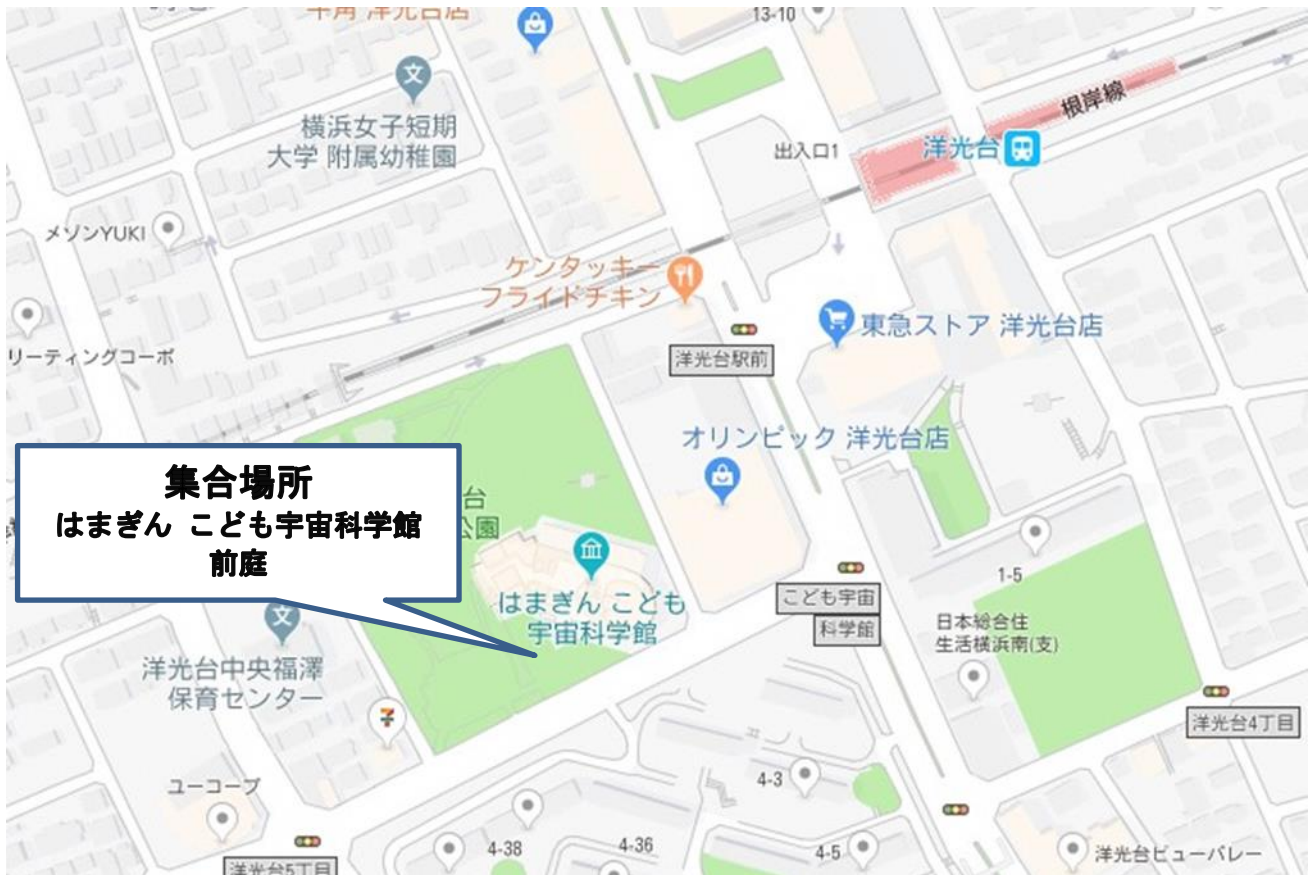 牛角 洋光台店
13-10
横浜女子短期
大学 附属幼稚園
出入口1
洋光台
根岸線
メゾンYUKI
ケンタッキー
フライドチキン
東急ストア 洋光台店
洋光台駅前
リーティングコーポ
オリンピック 洋光台店
集合場所
はまぎん こども宇宙科学館
前庭
台
公園
はまぎん こども
宇宙科学館
1-5
こども宇宙
科学館
日本総合住
生活横浜南(支)
文
洋光台中央福澤
保育センター
7
洋光台4丁目
ユーコープ
4-3
4-38
4-36
4-5
洋光台ビューバレー
洋光台5丁目